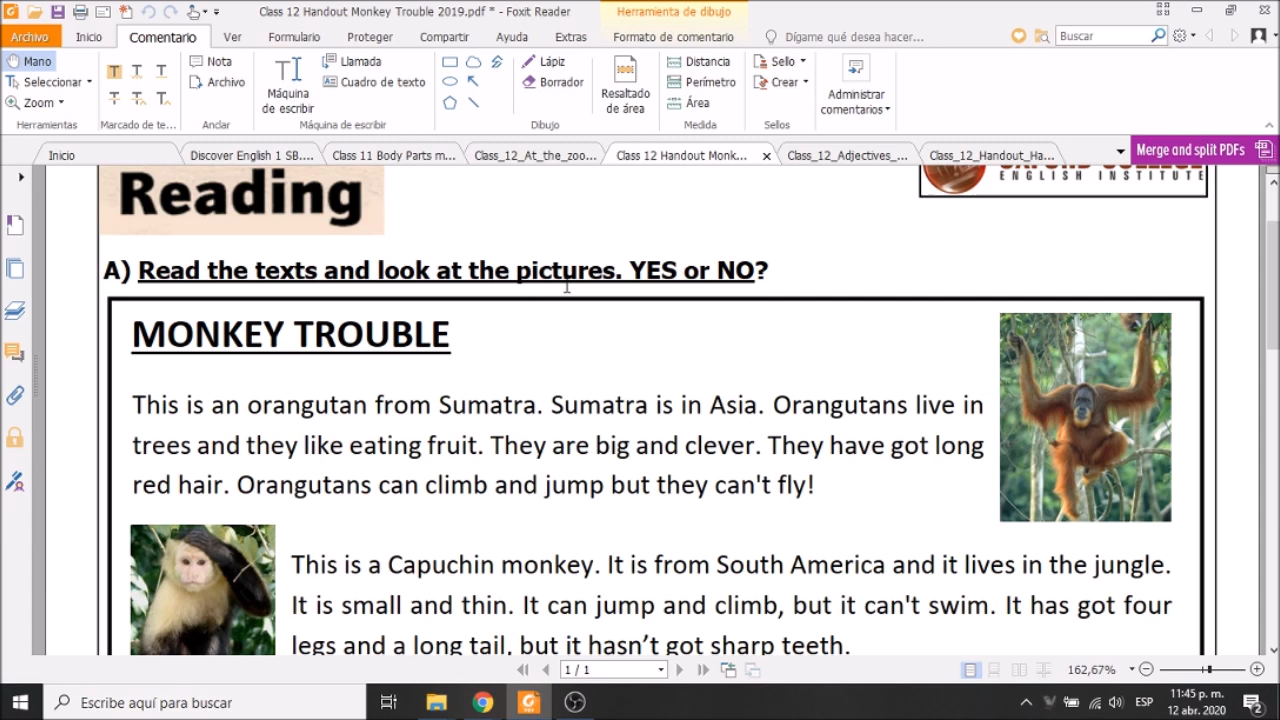 Class 12 Handout Monkey Trouble 2019.pdf * - Foxit Reader
Herramienta de dibujo
Archivo Inicio Comentario Ver Formulario Proteger Compartir Ayuda Extras Formato de comentario Dígame qué desea hacer... Buscar
Mano
Seleccionar
Zoom
Herramientas
T T T
T T T
Marcado de te...
Nota
Archivo
Anclar
Máquina de escribir
Llamada
Cuadro de texto
Máquina de escribir
Lápiz
Borrador
Dibujo
Resaltado de área
Distancia
Perímetro
Área
Medida
Sello
Crear
Sellos
Administrar comentarios
Inicio Discover English 1 SB.... Class 11 Body Parts m... Class_12_At_the_zoo... Class 12 Handout Monk... Class_12_Adjectives_... Class_12_Handout_Ha... Merge and split PDFs
Reading
ENGLISH INSTITUTE
A) Read the texts and look at the pictures. YES or NO?
MONKEY TROUBLE
This is an orangutan from Sumatra. Sumatra is in Asia. Orangutans live in
trees and they like eating fruit. They are big and clever. They have got long
red hair. Orangutans can climb and jump but they can't fly!
This is a Capuchin monkey. It is from South America and it lives in the jungle.
It is small and thin. It can jump and climb, but it can't swim. It has got four
legs and a long tail, but it hasn’t got sharp teeth.
1 / 1
162,67%
Escribe aquí para buscar
ESP
11:45 p. m.
12 abr. 2020
2